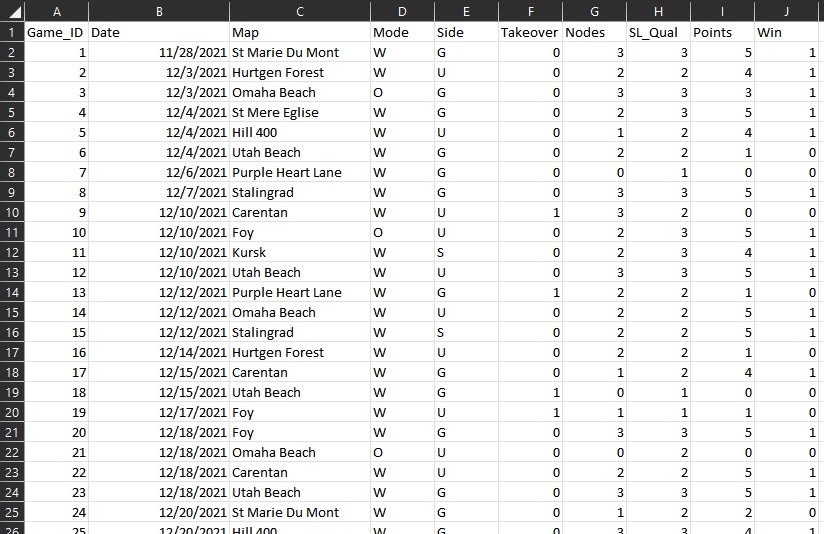 A B C D E F G H I J
1 Game_ID Date Map Mode Side Takeover Nodes SL_Qual Points Win
2 1 11/28/2021 St Marie Du Mont W G 0 3 3 5 1
3 2 12/3/2021 Hurtgen Forest W U 0 2 2 4 1
4 3 12/3/2021 Omaha Beach O G 0 3 3 3 1
5 4 12/4/2021 St Mere Eglise W G 0 2 3 5 1
6 5 12/4/2021 Hill 400 W U 0 1 2 4 1
7 6 12/4/2021 Utah Beach W G 0 2 2 1 0
8 7 12/6/2021 Purple Heart Lane W G 0 0 1 0 0
9 8 12/7/2021 Stalingrad W G 0 3 3 5 1
10 9 12/10/2021 Carentan W U 1 3 2 0 0
11 10 12/10/2021 Foy O U 0 2 3 5 1
12 11 12/10/2021 Kursk W S 0 2 3 4 1
13 12 12/10/2021 Utah Beach W U 0 3 3 5 1
14 13 12/12/2021 Purple Heart Lane W G 1 2 2 1 0
15 14 12/12/2021 Omaha Beach W U 0 2 2 5 1
16 15 12/12/2021 Stalingrad W S 0 2 2 5 1
17 16 12/14/2021 Hurtgen Forest W U 0 2 2 1 0
18 17 12/15/2021 Carentan W G 0 1 2 4 1
19 18 12/15/2021 Utah Beach W G 1 0 1 0 0
20 19 12/17/2021 Foy W U 1 1 1 1 0
21 20 12/18/2021 Foy W G 0 3 3 5 1
22 21 12/18/2021 Omaha Beach O U 0 0 2 0 0
23 22 12/18/2021 Carentan W U 0 2 2 5 1
24 23 12/18/2021 Utah Beach W G 0 3 3 5 1
25 24 12/20/2021 St Marie Du Mont W G 0 1 2 2 0
26 25 12/20/2021 Hill 400 W G 0 3 3 4 1